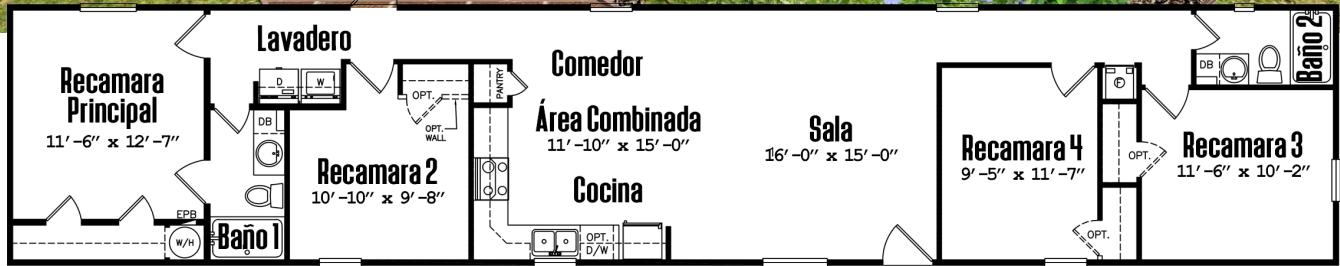 Recamara
Principal
11'-6" x 12'-7"
EPB
W/H
Lavadero
D
W
DB
Baño 1
OPT.
OPT.
WALL
Recamara 2
10'-10" x 9'-8"
PANTRY
Comedor
Área Combinada
11'-10" x 15'-0"
Cocina
OPT.
D/W
Sala
16'-0" x 15'-0"
Recamara 4
9'-5" x 11'-7"
OPT.
F
OPT.
DB
Baño 2
Recamara 3
11'-6" x 10'-2"